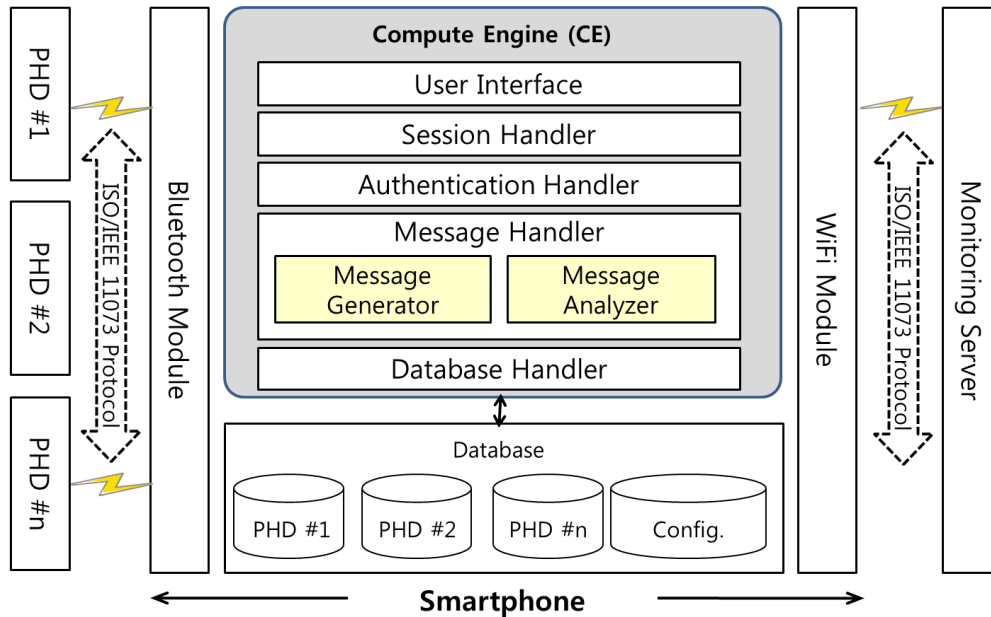 PHD #1
PHD #2
PHD #n
ISO/IEEE 11073 Protocol
Bluetooth Module
Compute Engine (CE)
User Interface
Session Handler
Authentication Handler
Message Handler
Message
Generator
Message
Analyzer
Database Handler
Database
PHD #1
PHD #2
PHD #n
Config.
WiFi Module
ISO/IEEE 11073 Protocol
Monitoring Server
Smartphone